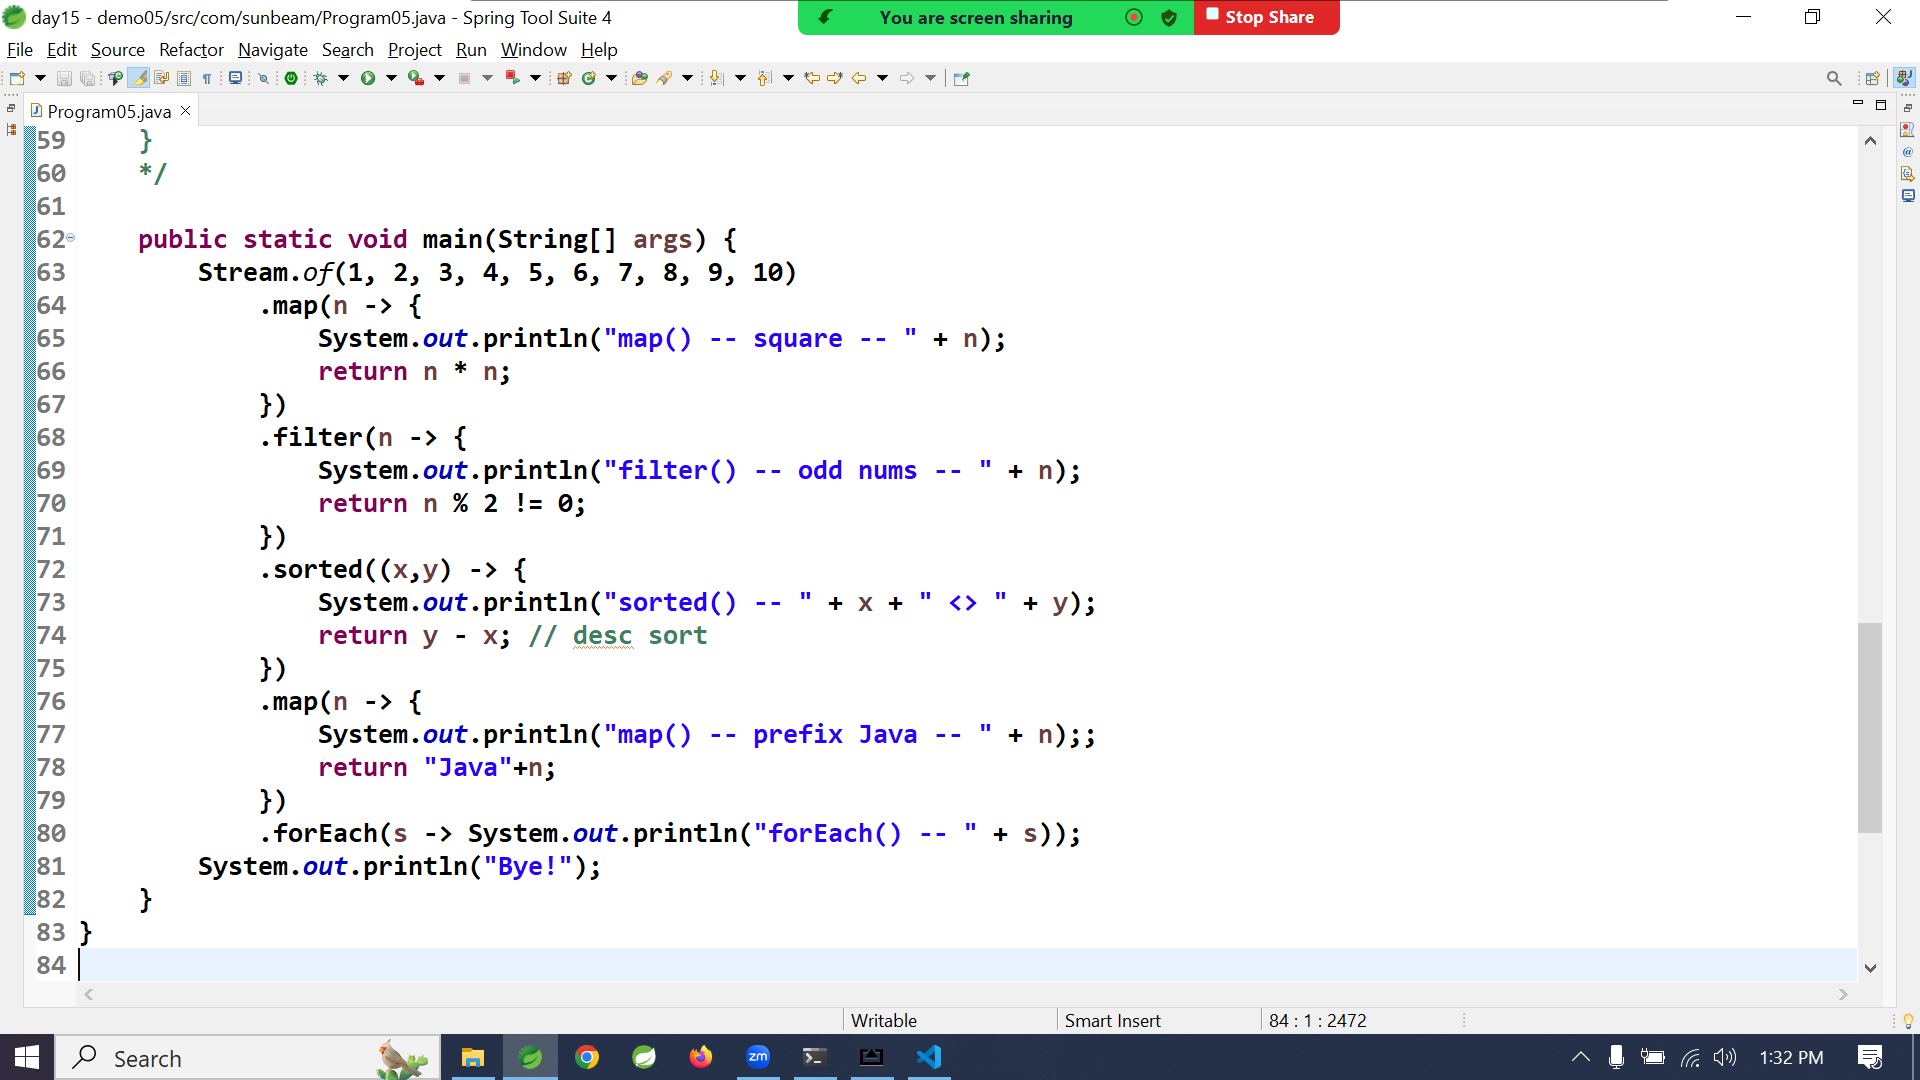 day15 - demo05/src/com/sunbeam/Program05.java - Spring Tool Suite 4
You are screen sharing
Stop Share
File Edit Source Refactor Navigate Search Project Run Window Help
Program05.java
59 }
60 */
61
62 public static void main(String[] args) {
63 Stream.of(1, 2, 3, 4, 5, 6, 7, 8, 9, 10)
64 .map(n -> {
65 System.out.println("map() -- square -- " + n);
66 return n * n;
67 })
68 .filter(n -> {
69 System.out.println("filter() -- odd nums -- " + n);
70 return n % 2 != 0;
71 })
72 .sorted((x,y) -> {
73 System.out.println("sorted() -- " + x + " <> " + y);
74 return y - x; // desc sort
75 })
76 .map(n -> {
77 System.out.println("map() -- prefix Java -- " + n);;
78 return "Java"+n;
79 })
80 .forEach(s -> System.out.println("forEach() -- " + s));
81 System.out.println("Bye!");
82 }
83 }
84
Writable
Smart Insert
84 : 1 : 2472
Search
zm
1:32 PM